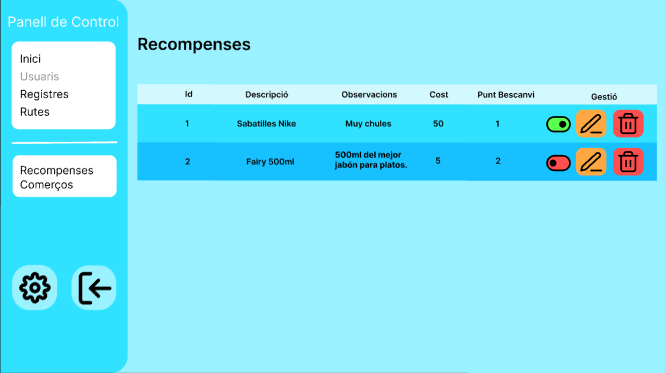 Panell de Control
Inici
Usuaris
Registres
Rutes
Recompenses
Comerços
Recompenses
Id Descripció Observacions Cost Punt Bescanvi Gestió
1 Sabatilles Nike Muy chules 50 1
2 Fairy 500ml 500ml del mejor jabón para platos. 5 2